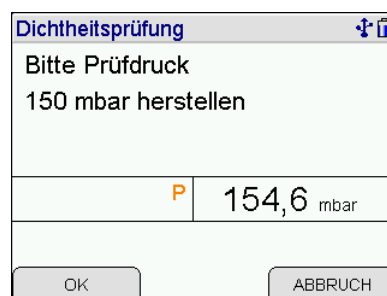 Dichtheitsprüfung
Bitte Prüfdruck
150 mbar herstellen
P 154,6 mbar
OK ABBRUCH